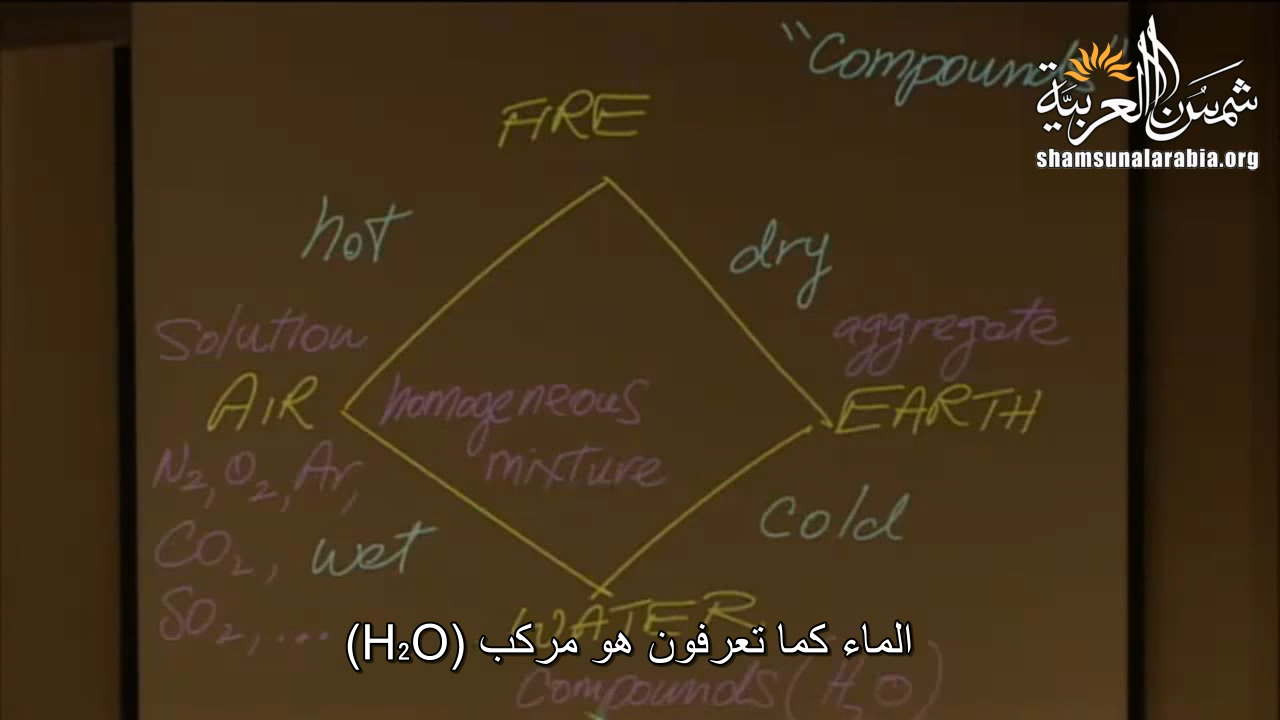 "Compounds"
شمس العربية
shamsunalarabia.org
FIRE
hot
dry
Solution
aggregate
AIR
homogeneous
mixture
EARTH
N₂, O₂, Ar,
CO₂, wet
cold
SO₂, ...
WATER
الماء كما تعرفون هو مركب (H₂O)
Compounds (H₂O)